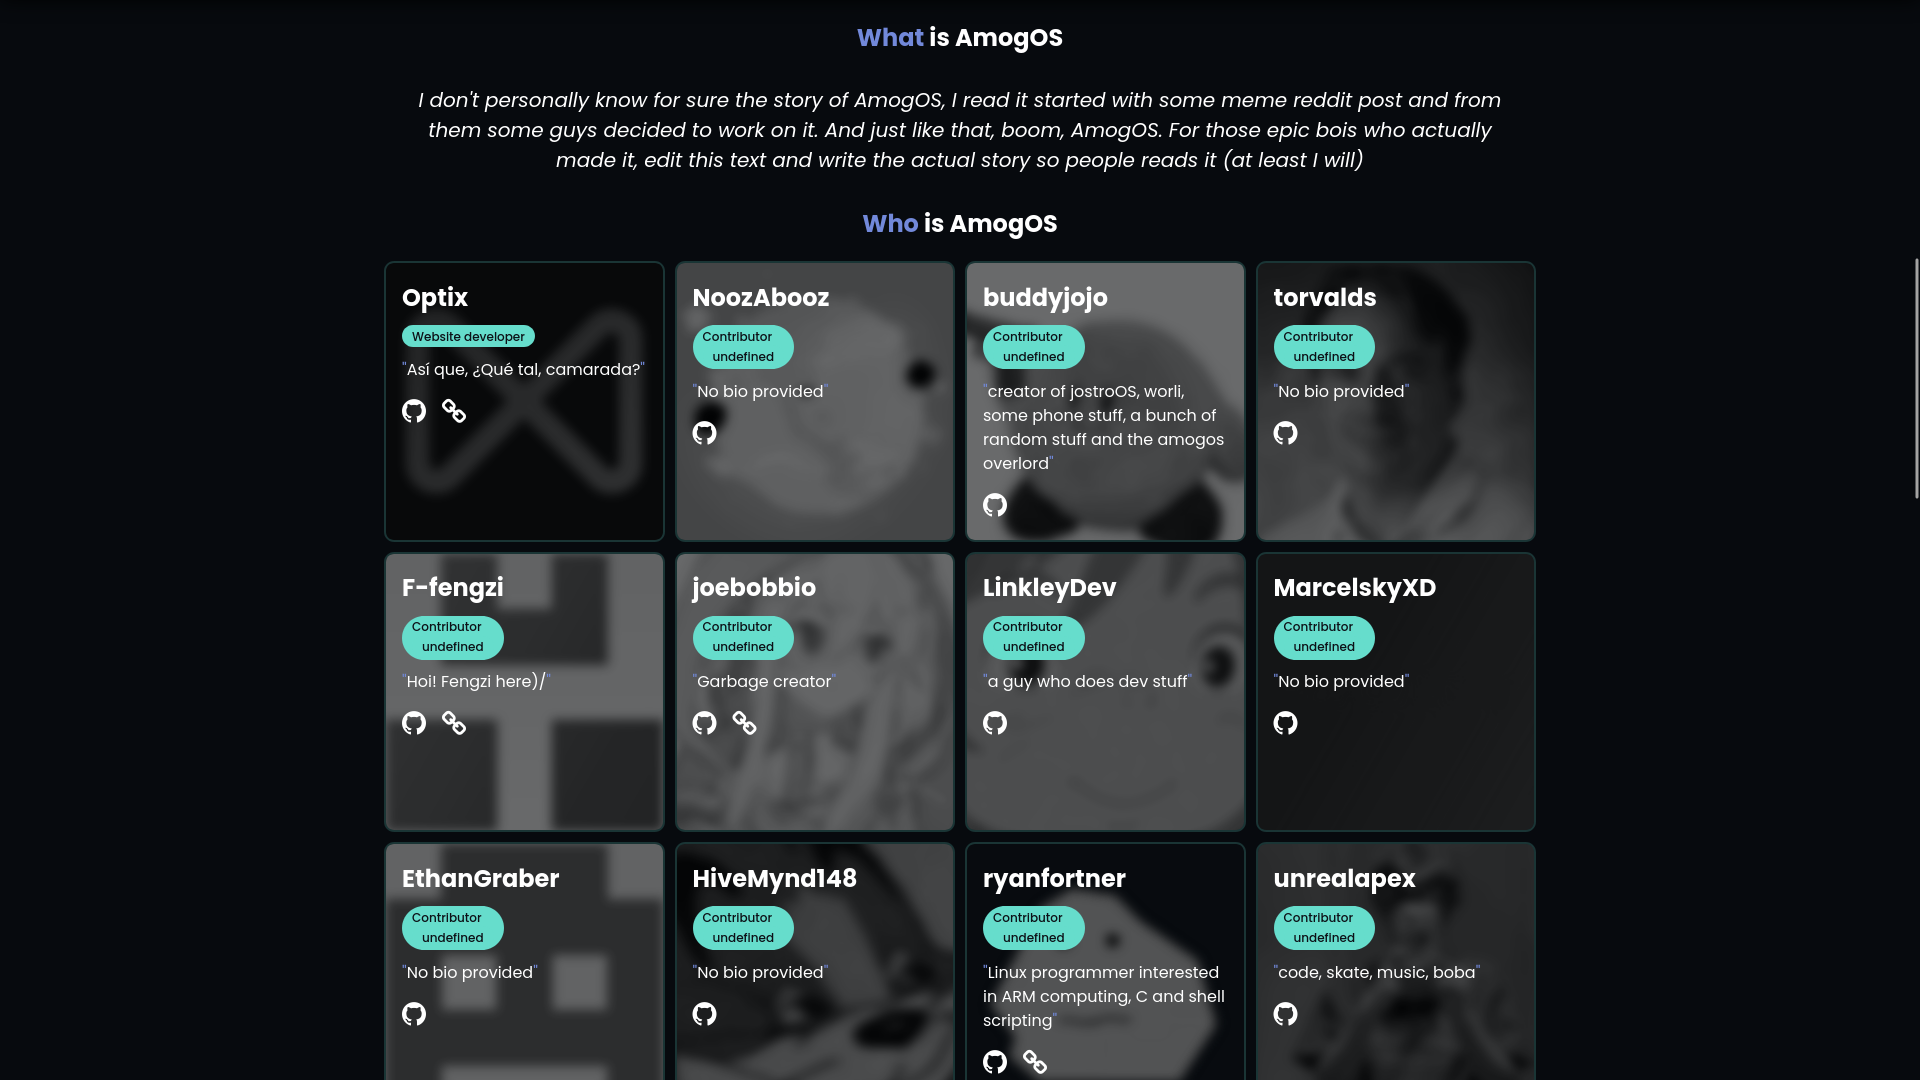 What is AmogOS
I don't personally know for sure the story of AmogOS, I read it started with some meme reddit post and from
them some guys decided to work on it. And just like that, boom, AmogOS. For those epic bois who actually
made it, edit this text and write the actual story so people reads it (at least I will)
Who is AmogOS
Optix
Website developer
"Así que, ¿Qué tal, camarada?"
NoozAbooz
Contributor
undefined
"No bio provided"
buddyjojo
Contributor
undefined
"creator of jostroOS, worli,
some phone stuff, a bunch of
random stuff and the amogos
overlord"
torvalds
Contributor
undefined
"No bio provided"
F-fengzi
Contributor
undefined
"Hoi! Fengzi here)/"
joebobbio
Contributor
undefined
"Garbage creator"
LinkleyDev
Contributor
undefined
"a guy who does dev stuff"
MarcelskyXD
Contributor
undefined
"No bio provided"
EthanGraber
Contributor
undefined
"No bio provided"
HiveMynd148
Contributor
undefined
"No bio provided"
ryanfortner
Contributor
undefined
"Linux programmer interested
in ARM computing, C and shell
scripting"
unrealapex
Contributor
undefined
"code, skate, music, boba"